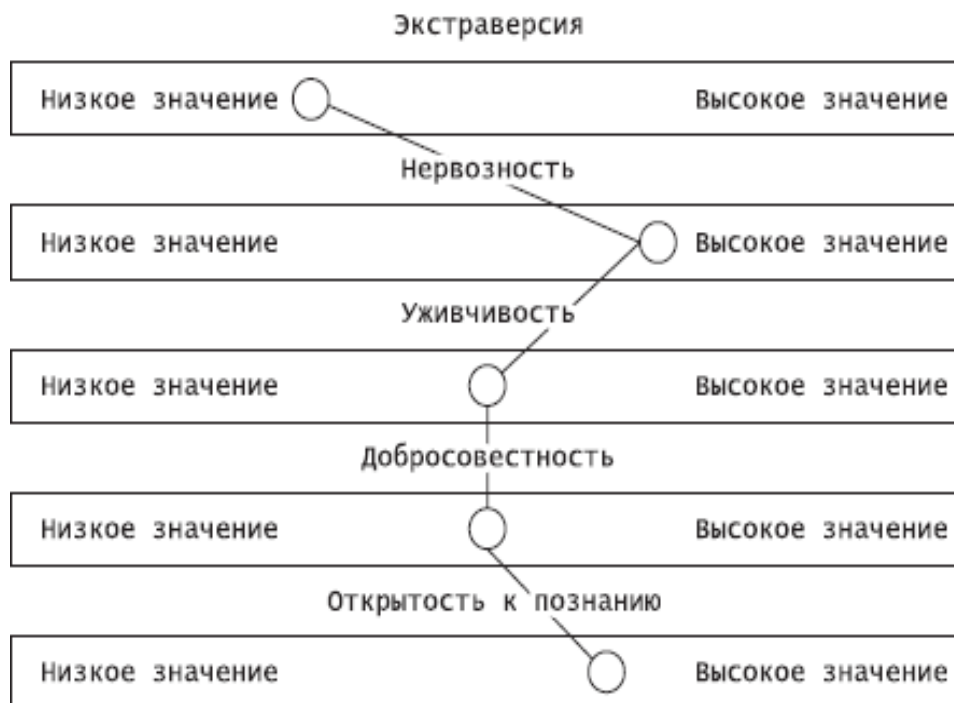 Экстраверсия
Низкое значение Высокое значение
Нервозность
Низкое значение Высокое значение
Уживчивость
Низкое значение Высокое значение
Добросовестность
Низкое значение Высокое значение
Открытость к познанию
Низкое значение Высокое значение